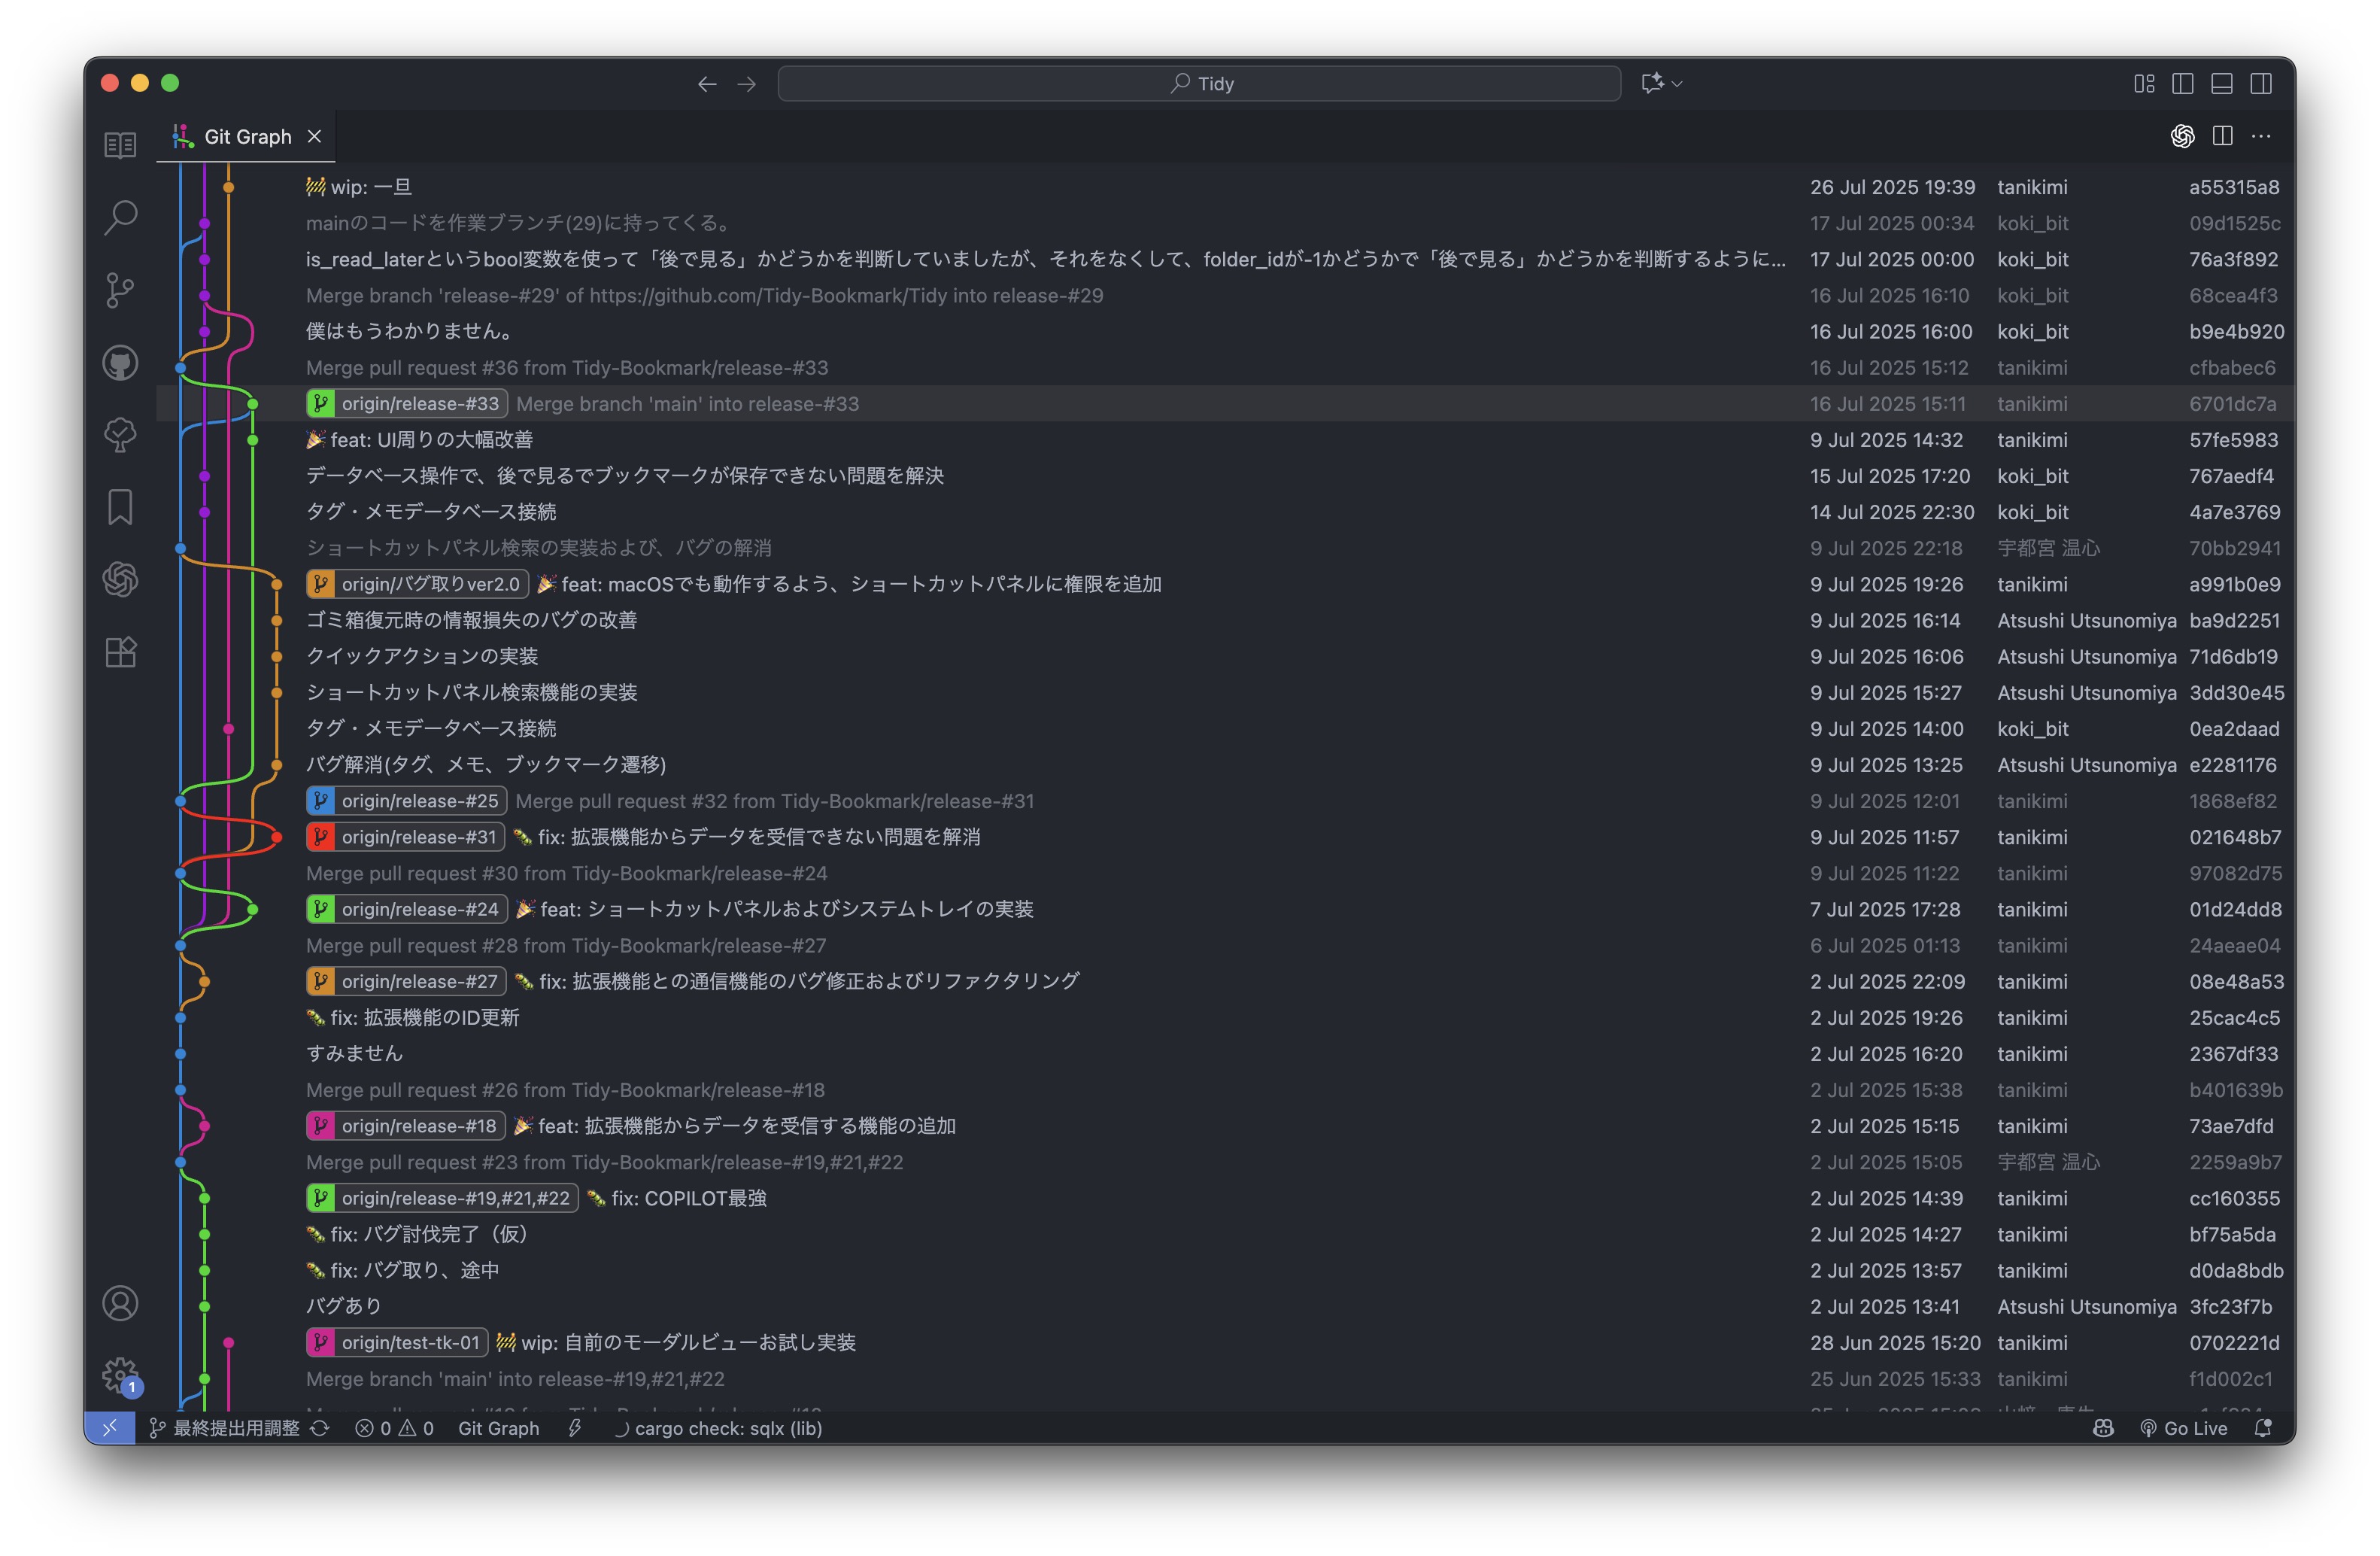 Tidy
Git Graph
wip: 一旦 26 Jul 2025 19:39 tanikimi a55315a8
mainのコードを作業ブランチ(29)に持ってくる。 17 Jul 2025 00:34 koki_bit 09d1525c
is_read_laterというbool変数を使って「後で見る」かどうかを判断していましたが、それをなくして、folder_idが-1かどうかで「後で見る」かどうかを判断するように... 17 Jul 2025 00:00 koki_bit 76a3f892
Merge branch 'release-#29' of https://github.com/Tidy-Bookmark/Tidy into release-#29 16 Jul 2025 16:10 koki_bit 68cea4f3
僕はもうわかりません。 16 Jul 2025 16:00 koki_bit b9e4b920
Merge pull request #36 from Tidy-Bookmark/release-#33 16 Jul 2025 15:12 tanikimi cfbabec6
origin/release-#33 Merge branch 'main' into release-#33 16 Jul 2025 15:11 tanikimi 6701dc7a
feat: UI周りの大幅改善 9 Jul 2025 14:32 tanikimi 57fe5983
データベース操作で、後で見るでブックマークが保存できない問題を解決 15 Jul 2025 17:20 koki_bit 767aedf4
タグ・メモデータベース接続 14 Jul 2025 22:30 koki_bit 4a7e3769
ショートカットパネル検索の実装および、バグの解消 9 Jul 2025 22:18 宇都宮 温心 70bb2941
origin/バグ取りver2.0 feat: macOSでも動作するよう、ショートカットパネルに権限を追加 9 Jul 2025 19:26 tanikimi a991b0e9
ゴミ箱復元時の情報損失のバグの改善 9 Jul 2025 16:14 Atsushi Utsunomiya ba9d2251
クイックアクションの実装 9 Jul 2025 16:06 Atsushi Utsunomiya 71d6db19
ショートカットパネル検索機能の実装 9 Jul 2025 15:27 Atsushi Utsunomiya 3dd30e45
タグ・メモデータベース接続 9 Jul 2025 14:00 koki_bit 0ea2daad
バグ解消(タグ、メモ、ブックマーク遷移) 9 Jul 2025 13:25 Atsushi Utsunomiya e2281176
origin/release-#25 Merge pull request #32 from Tidy-Bookmark/release-#31 9 Jul 2025 12:01 tanikimi 1868ef82
origin/release-#31 fix: 拡張機能からデータを受信できない問題を解消 9 Jul 2025 11:57 tanikimi 021648b7
Merge pull request #30 from Tidy-Bookmark/release-#24 9 Jul 2025 11:22 tanikimi 97082d75
origin/release-#24 feat: ショートカットパネルおよびシステムトレイの実装 7 Jul 2025 17:28 tanikimi 01d24dd8
Merge pull request #28 from Tidy-Bookmark/release-#27 6 Jul 2025 01:13 tanikimi 24aeae04
origin/release-#27 fix: 拡張機能との通信機能のバグ修正およびリファクタリング 2 Jul 2025 22:09 tanikimi 08e48a53
fix: 拡張機能のID更新 2 Jul 2025 19:26 tanikimi 25cac4c5
すみません 2 Jul 2025 16:20 tanikimi 2367df33
Merge pull request #26 from Tidy-Bookmark/release-#18 2 Jul 2025 15:38 tanikimi b401639b
origin/release-#18 feat: 拡張機能からデータを受信する機能の追加 2 Jul 2025 15:15 tanikimi 73ae7dfd
Merge pull request #23 from Tidy-Bookmark/release-#19,#21,#22 2 Jul 2025 15:05 宇都宮 温心 2259a9b7
origin/release-#19,#21,#22 fix: COPILOT最強 2 Jul 2025 14:39 tanikimi cc160355
fix: バグ討伐完了（仮） 2 Jul 2025 14:27 tanikimi bf75a5da
fix: バグ取り、途中 2 Jul 2025 13:57 tanikimi d0da8bdb
バグあり 2 Jul 2025 13:41 Atsushi Utsunomiya 3fc23f7b
origin/test-tk-01 wip: 自前のモーダルビューお試し実装 28 Jun 2025 15:20 tanikimi 0702221d
Merge branch 'main' into release-#19,#21,#22 25 Jun 2025 15:33 tanikimi f1d002c1
1
最終提出用調整 0 0 Git Graph cargo check: sqlx (lib) Go Live